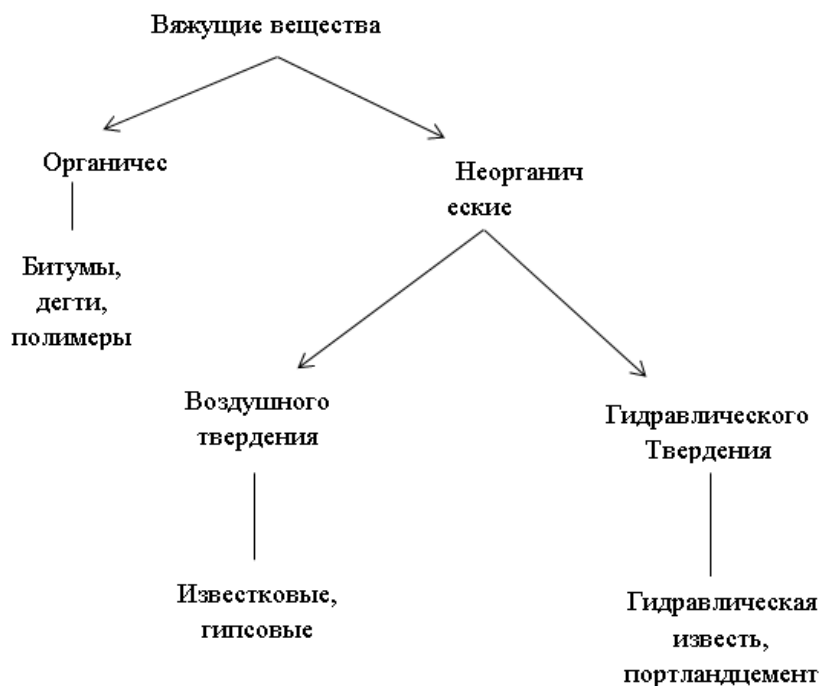 Вяжущие вещества
Органичес
Неорганич
еские
Битумы,
дегти,
полимеры
Воздушного
твердения
Гидравлического
Твердения
Известковые,
гипсовые
Гидравлическая
известь,
портландцемент